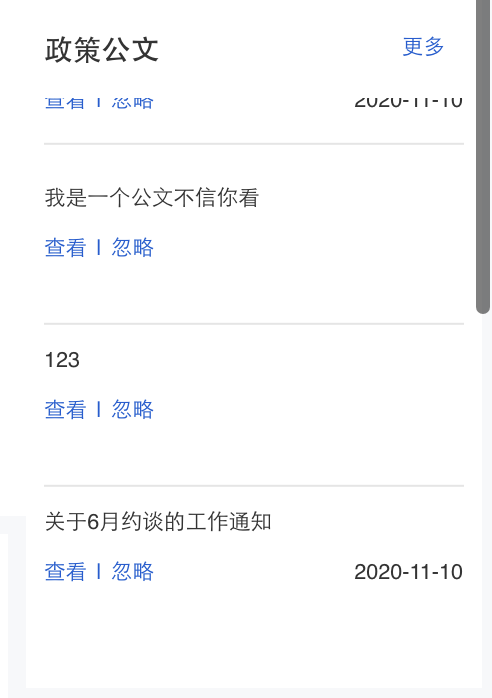 政策公文
更多
查看 | 忽略
2020-11-10
我是一个公文不信你看
查看 | 忽略
123
查看 | 忽略
关于6月约谈的工作通知
查看 | 忽略
2020-11-10